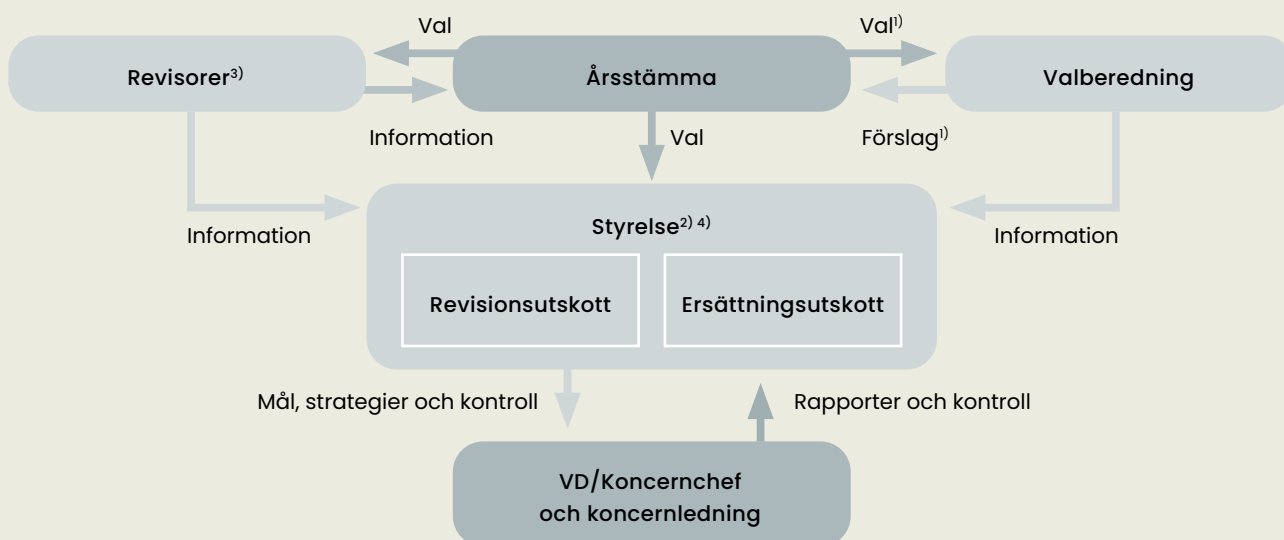 Val
Val¹⁾
Revisorer³⁾
Årsstämma
Valberedning
Information
Val
Förslag¹⁾
Styrelse²⁾ ⁴⁾
Information
Information
Revisionsutskott
Ersättningsutskott
Mål, strategier och kontroll
Rapporter och kontroll
VD/Koncernchef
och koncernledning